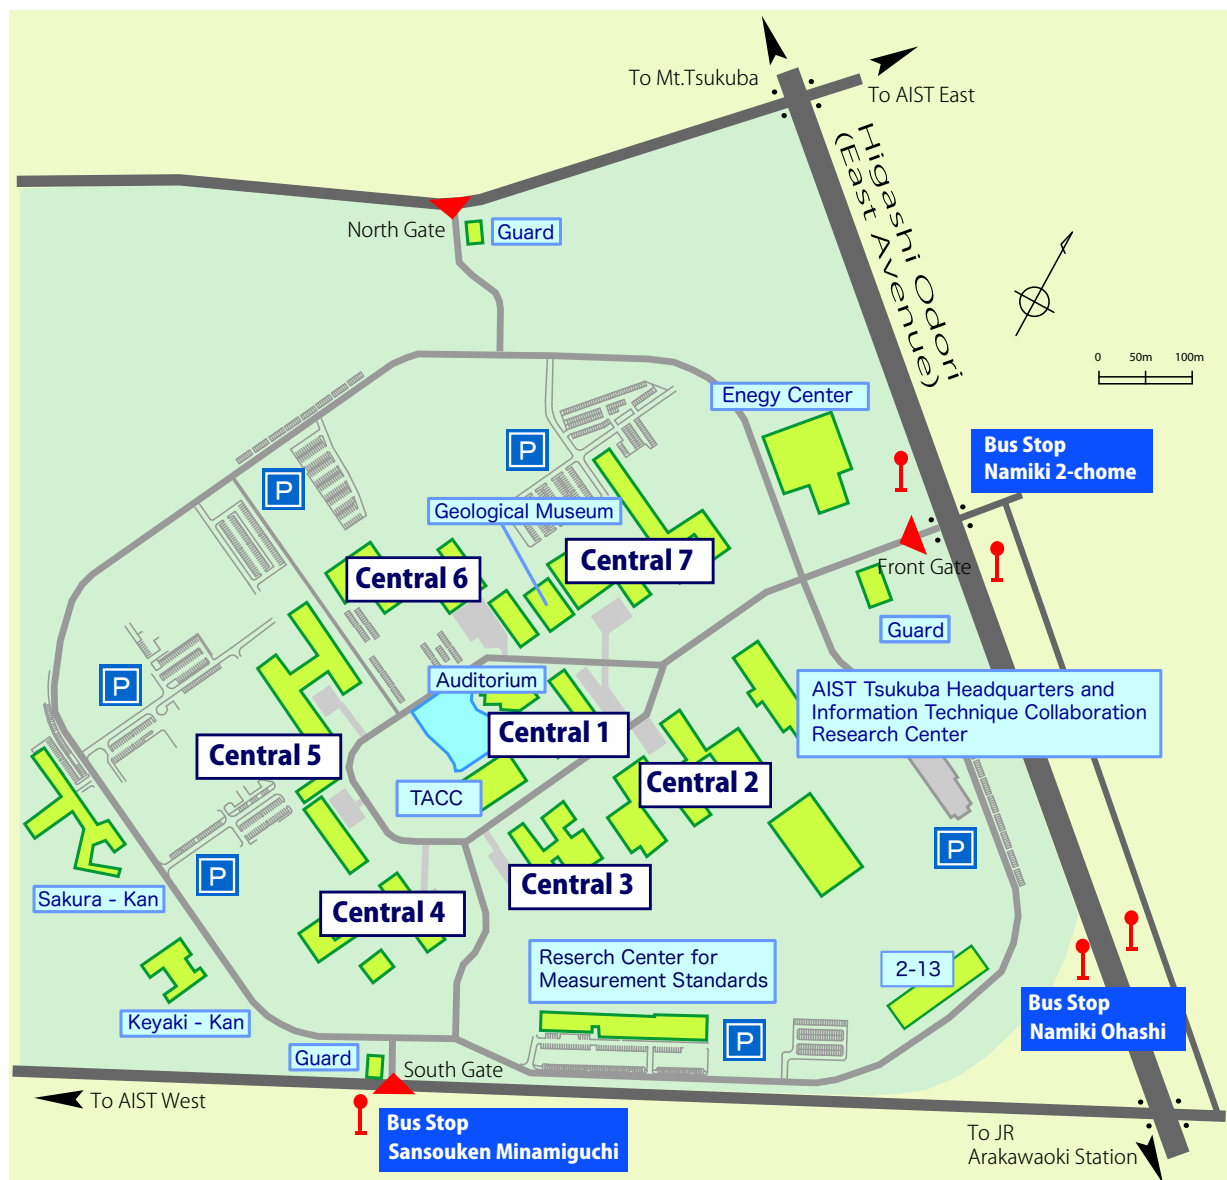 To Mt.Tsukuba
To AIST East
Higashi Odori
(East Avenue)
North Gate
Guard
0 50m 100m
Enegy Center
Bus Stop
Namiki 2-chome
P
P
Geological Museum
Central 7
Central 6
Front Gate
Guard
P
Auditorium
AIST Tsukuba Headquarters and
Information Technique Collaboration
Research Center
Central 1
Central 5
Central 2
TACC
P
P
Central 3
Sakura - Kan
Central 4
Reserch Center for
Measurement Standards
2-13
Bus Stop
Namiki Ohashi
Keyaki - Kan
P
Guard
South Gate
To AIST West
Bus Stop
Sansouken Minamiguchi
To JR
Arakawaoki Station